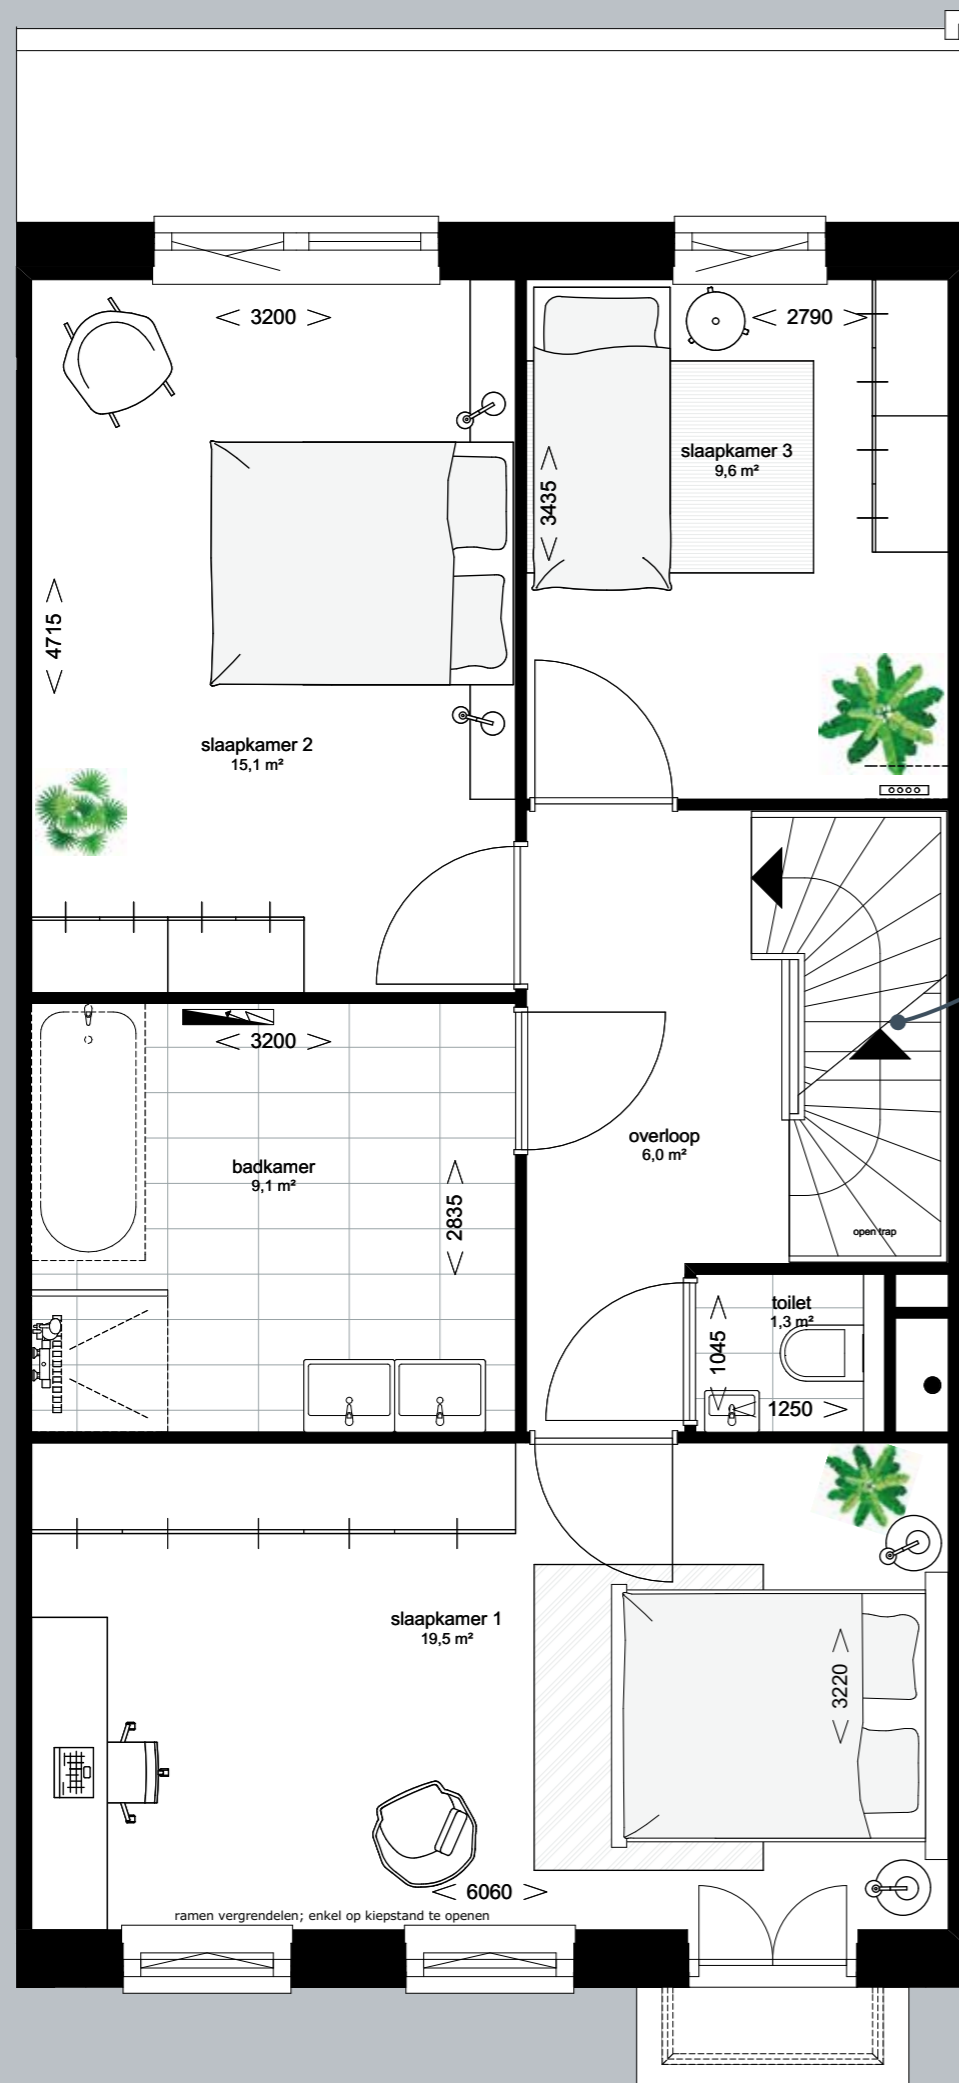 3200
2790
slaapkamer 3
9,6 m²
3435
4715
slaapkamer 2
15,1 m²
3200
overloop
6,0 m²
badkamer
9,1 m²
2835
open trap
toilet
1,3 m²
1045
1250
slaapkamer 1
19,5 m²
3220
6060
ramen vergrendelen; enkel op kiepstand te openen